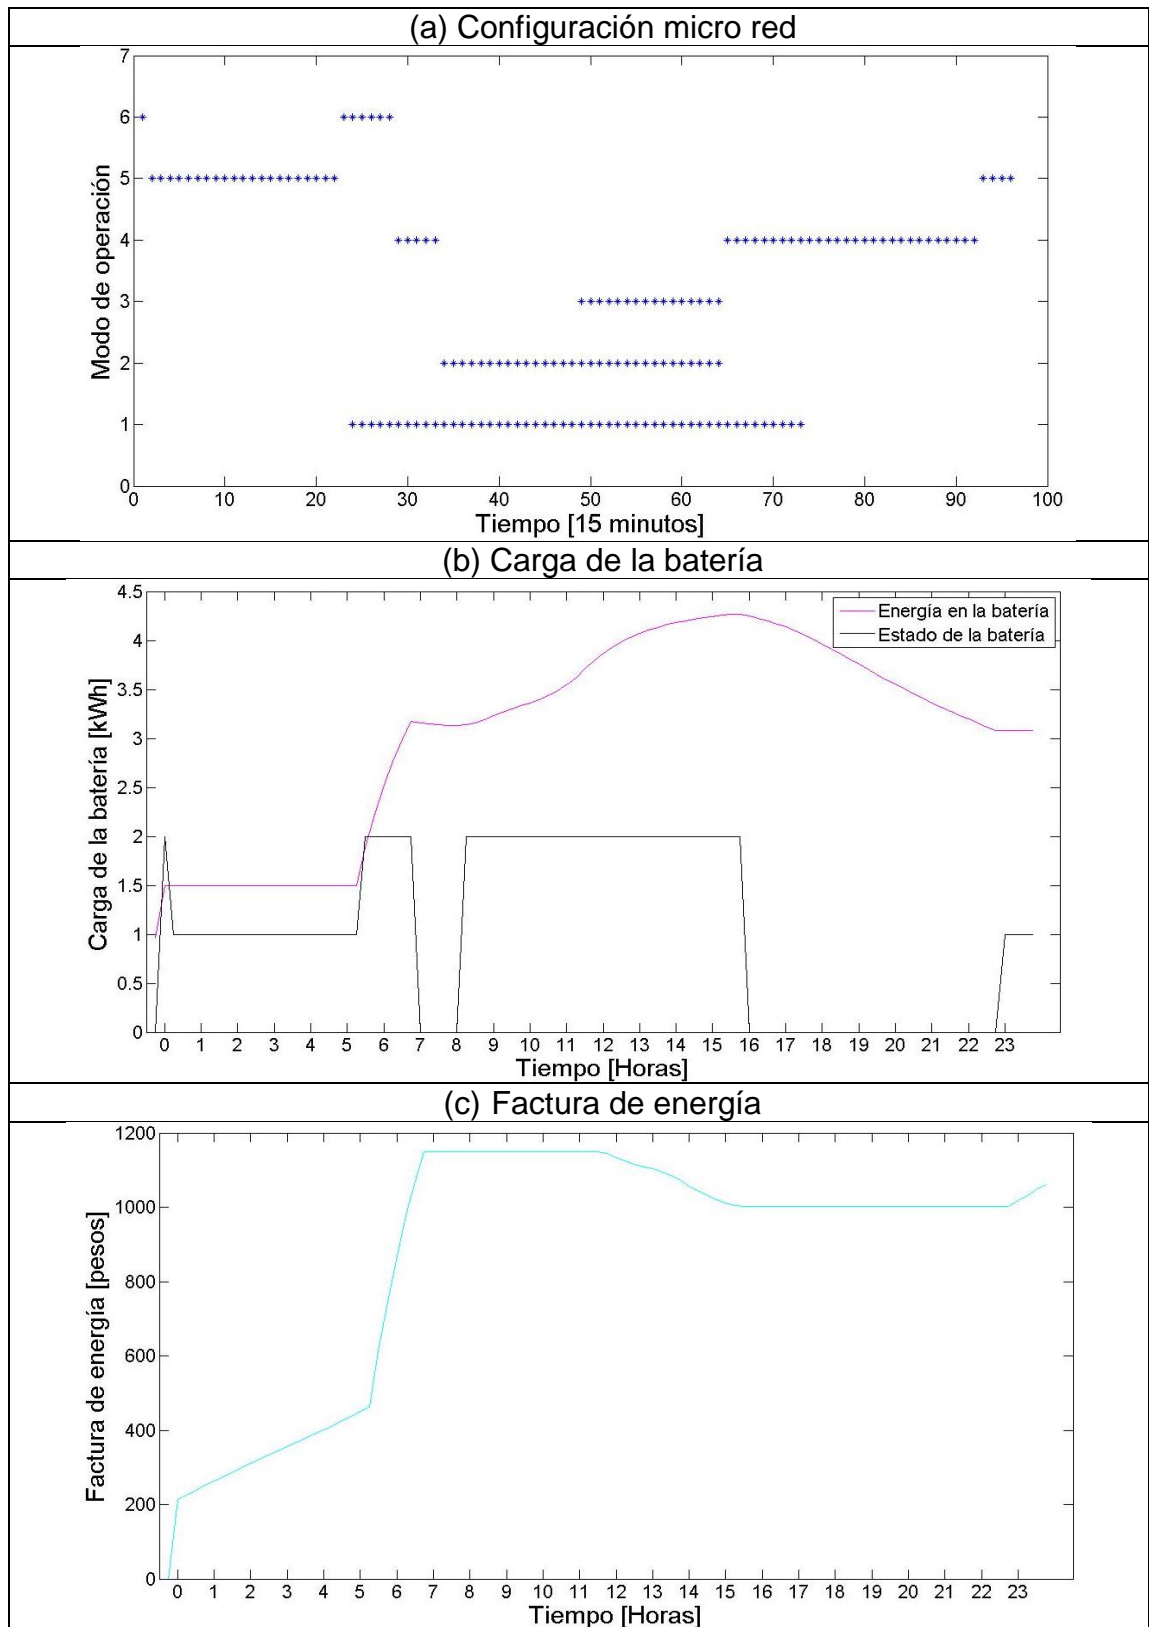 (a) Configuración micro red
7
6
5
4
3
2
1
0
Modo de operación
0 10 20 30 40 50 60 70 80 90 100
Tiempo [15 minutos]
(b) Carga de la batería
4.5
4
3.5
3
2.5
2
1.5
1
0.5
0
Carga de la batería [kWh]
Energía en la batería
Estado de la batería
0 1 2 3 4 5 6 7 8 9 10 11 12 13 14 15 16 17 18 19 20 21 22 23
Tiempo [Horas]
(c) Factura de energía
1200
1000
800
600
400
200
0
Factura de energía [pesos]
0 1 2 3 4 5 6 7 8 9 10 11 12 13 14 15 16 17 18 19 20 21 22 23
Tiempo [Horas]